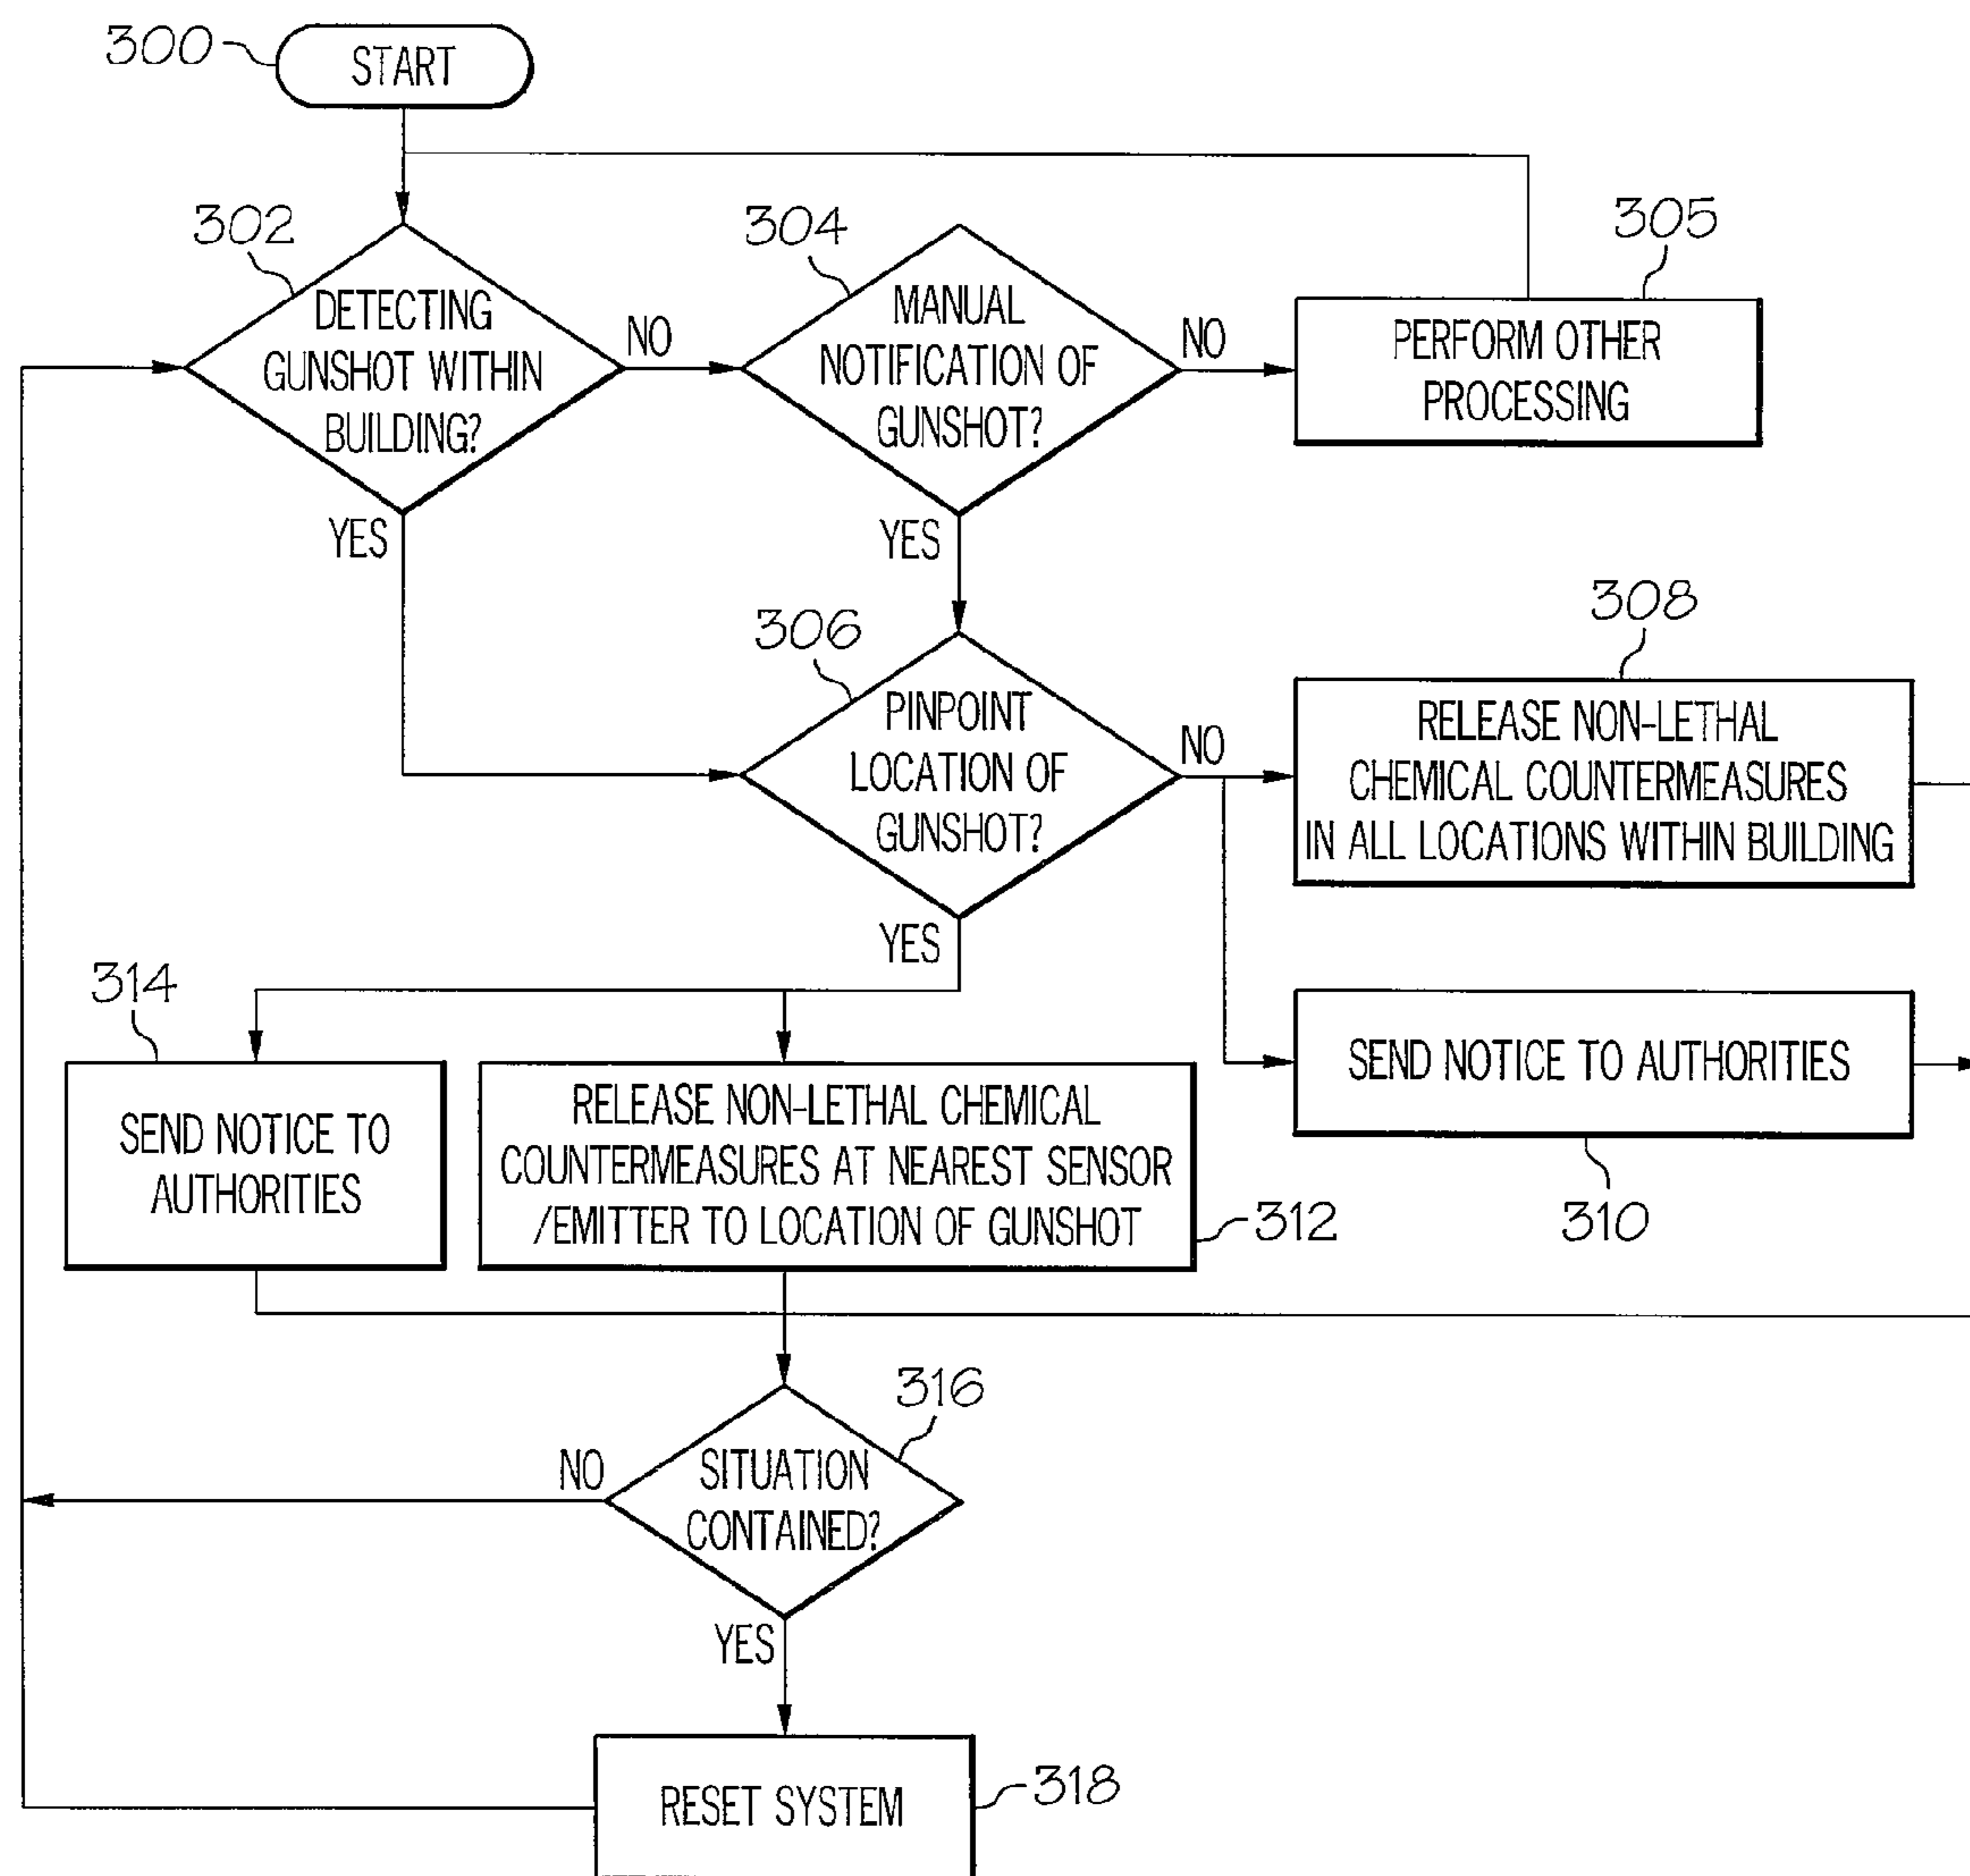 300
START
302
DETECTING
GUNSHOT WITHIN
BUILDING?
NO
YES
304
MANUAL
NOTIFICATION OF
GUNSHOT?
NO
YES
305
PERFORM OTHER
PROCESSING
306
PINPOINT
LOCATION OF
GUNSHOT?
NO
YES
308
RELEASE NON-LETHAL
CHEMICAL COUNTERMEASURES
IN ALL LOCATIONS WITHIN BUILDING
SEND NOTICE TO AUTHORITIES
310
314
SEND NOTICE TO
AUTHORITIES
RELEASE NON-LETHAL CHEMICAL
COUNTERMEASURES AT NEAREST SENSOR
/EMITTER TO LOCATION OF GUNSHOT
312
316
SITUATION
CONTAINED?
NO
YES
RESET SYSTEM
318